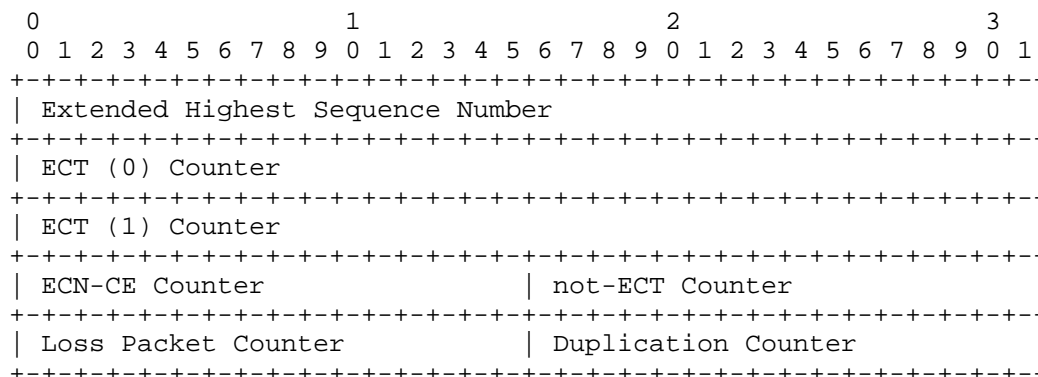 0                   1                   2                   3
0 1 2 3 4 5 6 7 8 9 0 1 2 3 4 5 6 7 8 9 0 1 2 3 4 5 6 7 8 9 0 1
+-+-+-+-+-+-+-+-+-+-+-+-+-+-+-+-+-+-+-+-+-+-+-+-+-+-+-+-+-+-+-+-
| Extended Highest Sequence Number
+-+-+-+-+-+-+-+-+-+-+-+-+-+-+-+-+-+-+-+-+-+-+-+-+-+-+-+-+-+-+-+-
| ECT (0) Counter
+-+-+-+-+-+-+-+-+-+-+-+-+-+-+-+-+-+-+-+-+-+-+-+-+-+-+-+-+-+-+-+-
| ECT (1) Counter
+-+-+-+-+-+-+-+-+-+-+-+-+-+-+-+-+-+-+-+-+-+-+-+-+-+-+-+-+-+-+-+-
| ECN-CE Counter                | not-ECT Counter
+-+-+-+-+-+-+-+-+-+-+-+-+-+-+-+-+-+-+-+-+-+-+-+-+-+-+-+-+-+-+-+-
| Loss Packet Counter           | Duplication Counter
+-+-+-+-+-+-+-+-+-+-+-+-+-+-+-+-+-+-+-+-+-+-+-+-+-+-+-+-+-+-+-+-